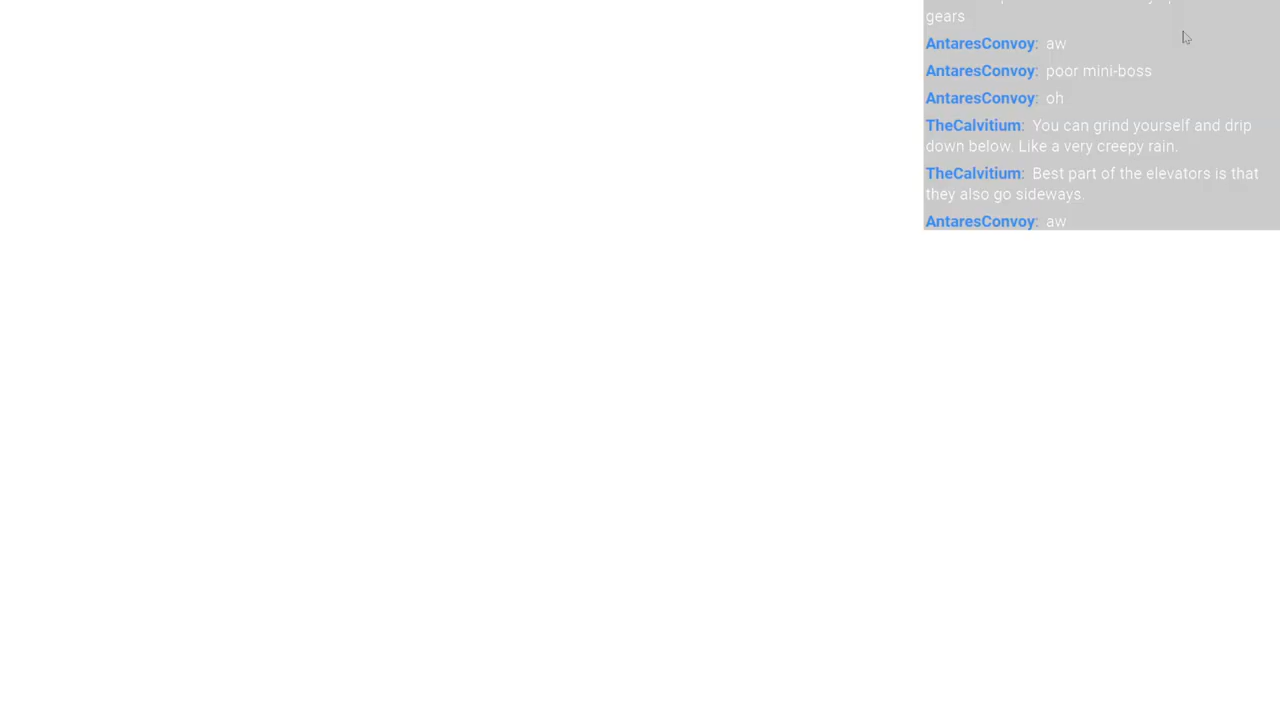 gears
AntaresConvoy: aw
AntaresConvoy: poor mini-boss
AntaresConvoy: oh
TheCalvitium: You can grind yourself and drip
down below. Like a very creepy rain.
TheCalvitium: Best part of the elevators is that
they also go sideways.
AntaresConvoy: aw